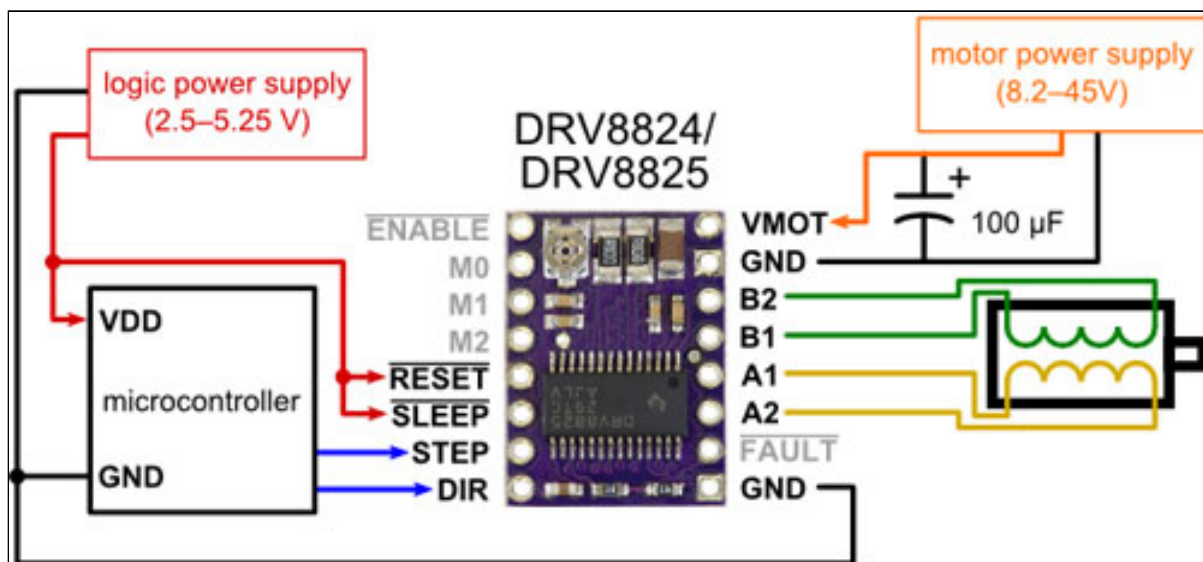 logic power supply
(2.5–5.25 V)
motor power supply
(8.2–45V)
DRV8824/
DRV8825
ENABLE
M0
M1
M2
RESET
SLEEP
STEP
DIR
VMOT
GND
B2
B1
A1
A2
FAULT
GND
+
100 µF
VDD
microcontroller
GND
DRV8825